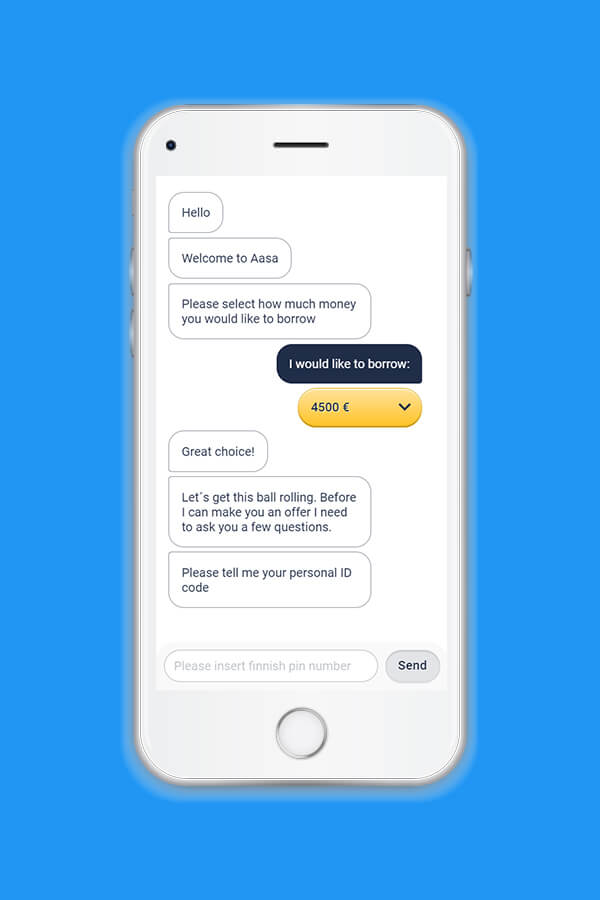 Hello
Welcome to Aasa
Please select how much money
you would like to borrow
I would like to borrow:
4500 €
Great choice!
Let´s get this ball rolling. Before
I can make you an offer I need
to ask you a few questions.
Please tell me your personal ID
code
Please insert finnish pin number
Send